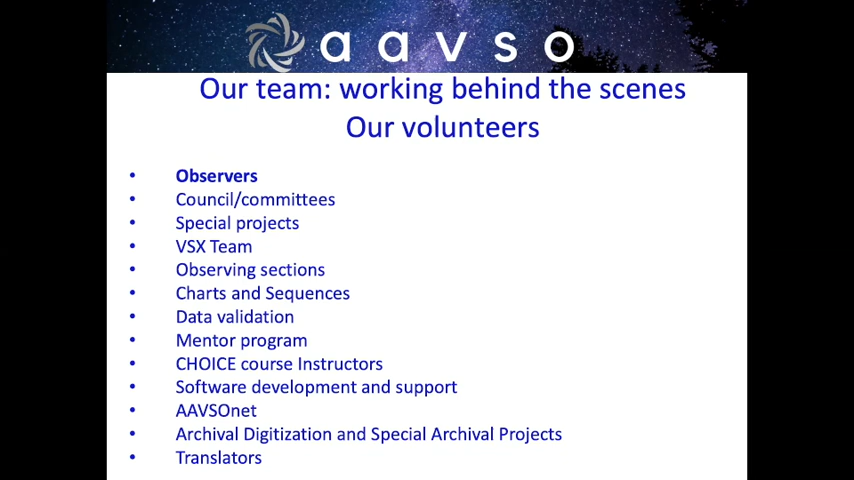 aavso
Our team: working behind the scenes
Our volunteers
• Observers
• Council/committees
• Special projects
• VSX Team
• Observing sections
• Charts and Sequences
• Data validation
• Mentor program
• CHOICE course Instructors
• Software development and support
• AAVSOnet
• Archival Digitization and Special Archival Projects
• Translators